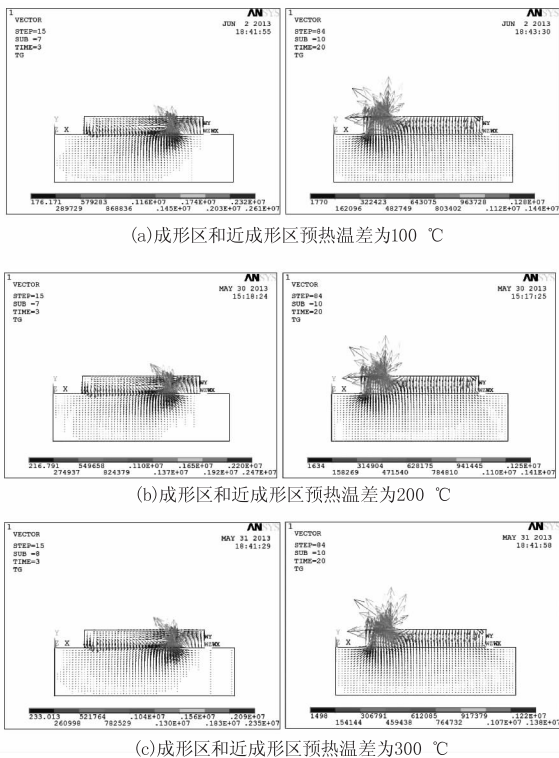 1
VECTOR
STEP=15
SUB =7
TIME=3
TG
AN
JUN 2 2013
18:41:55
Y
E X
WY
176.171 579283 .116E+07 .174E+07 .232E+07
289729 868836 .145E+07 .203E+07 .261E+07
1
VECTOR
STEP=84
SUB =10
TIME=20
TG
AN
JUN 2 2013
18:43:30
Y
E X
WY
1770 322423 643075 963728 .128E+07
162096 482749 803402 .112E+07 .144E+07
(a)成形区和近成形区预热温差为100 ℃
1
VECTOR
STEP=15
SUB =7
TIME=3
TG
AN
MAY 30 2013
15:18:24
Y
E X
WY
216.791 549658 .110E+07 .165E+07 .220E+07
274937 824379 .137E+07 .192E+07 .247E+07
1
VECTOR
STEP=84
SUB =10
TIME=20
TG
AN
MAY 30 2013
15:17:25
Y
E X
WY
1634 314904 628175 941445 .125E+07
158269 471540 784810 .110E+07 .141E+07
(b)成形区和近成形区预热温差为200 ℃
1
VECTOR
STEP=15
SUB =8
TIME=3
TG
AN
MAY 31 2013
18:41:29
Y
E X
WY
233.013 521764 .104E+07 .156E+07 .209E+07
260998 782529 .130E+07 .183E+07 .235E+07
1
VECTOR
STEP=84
SUB =10
TIME=20
TG
AN
MAY 31 2013
18:41:58
Y
E X
WY
1498 306791 612085 917379 .122E+07
154144 459438 764732 .107E+07 .138E+07
(c)成形区和近成形区预热温差为300 ℃